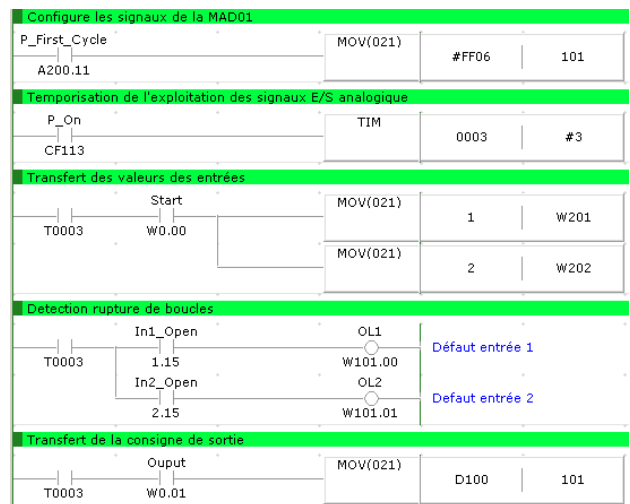 Configure les signaux de la MAD01
P_First_Cycle
MOV(021)
#FF06
101
A200.11
Temporisation de l'exploitation des signaux E/S analogique
P_On
TIM
0003
#3
CF113
Transfert des valeurs des entrées
Start
MOV(021)
1
W201
T0003
W0.00
MOV(021)
2
W202
Detection rupture de boucles
In1_Open
OL1
Défaut entrée 1
T0003
1.15
W101.00
In2_Open
OL2
Defaut entrée 2
2.15
W101.01
Transfert de la consigne de sortie
Ouput
MOV(021)
D100
101
T0003
W0.01